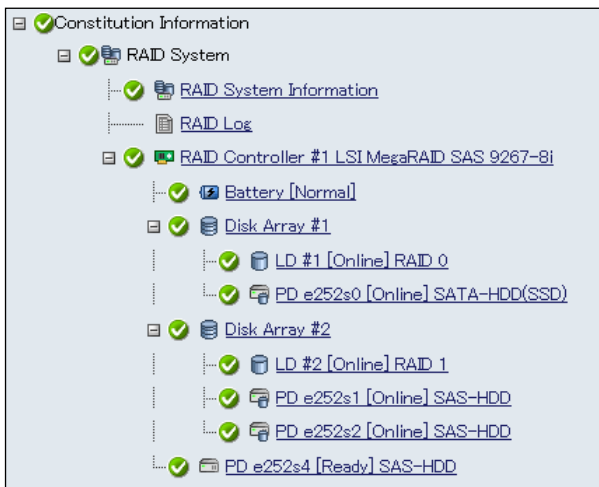 Constitution Information
RAID System
RAID System Information
RAID Log
RAID Controller #1 LSI MegaRAID SAS 9267-8i
Battery [Normal]
Disk Array #1
LD #1 [Online] RAID 0
PD e252s0 [Online] SATA-HDD(SSD)
Disk Array #2
LD #2 [Online] RAID 1
PD e252s1 [Online] SAS-HDD
PD e252s2 [Online] SAS-HDD
PD e252s4 [Ready] SAS-HDD